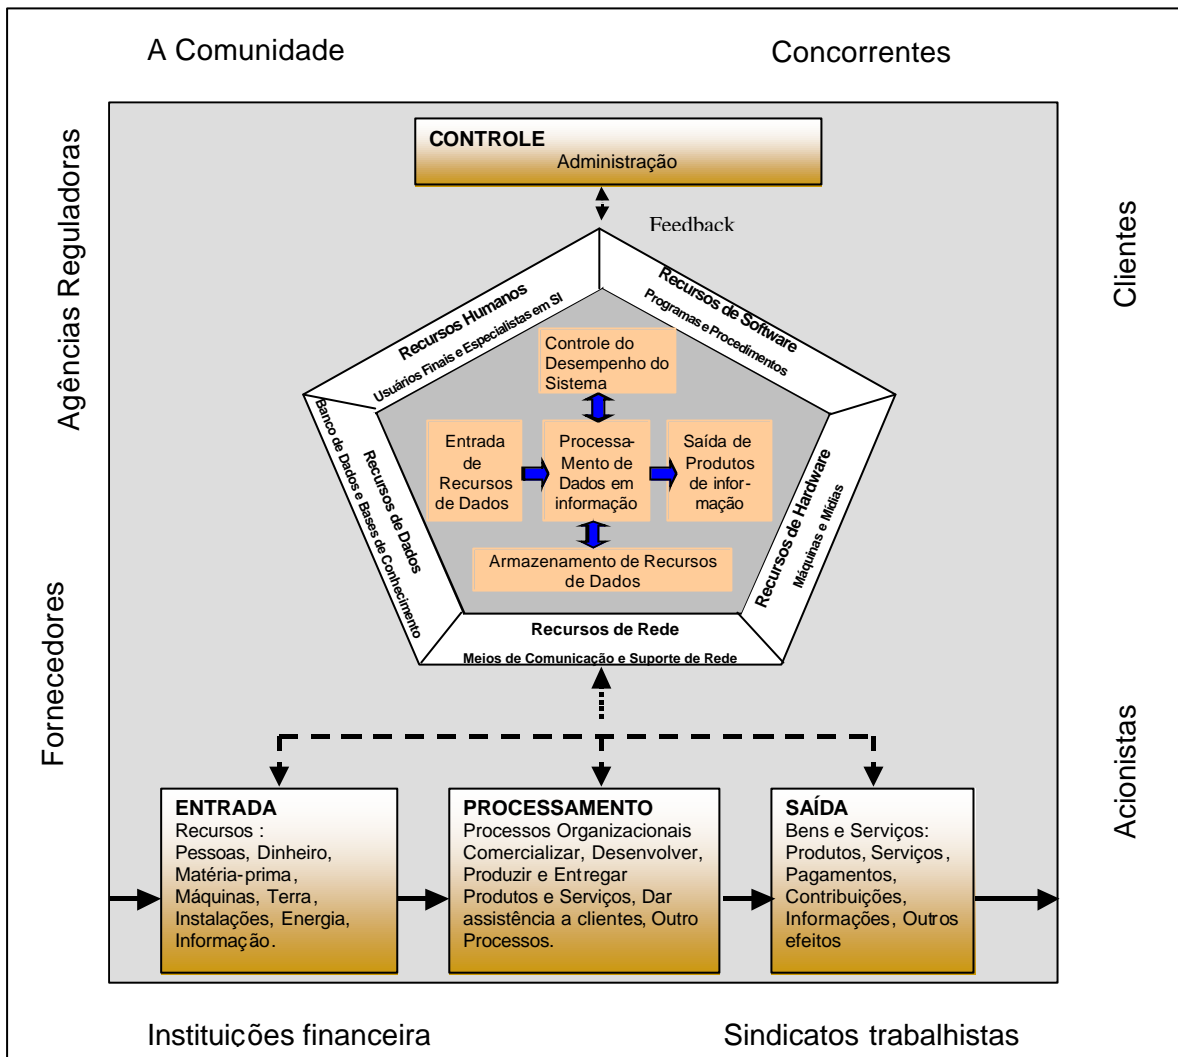 A Comunidade
Concorrentes
Agências Reguladoras
Fornecedores
Clientes
Acionistas
CONTROLE
Administração
Feedback
Recursos Humanos
Usuários Finais e Especialistas em SI
Recursos de Software
Programas e Procedimentos
Banco de Dados e Bases de Conhecimento
Recursos de Dados
Recursos de Hardware
Máquinas e Mídias
Controle do
Desempenho do
Sistema
Entrada
de
Recursos
de Dados
Processa-
Mento de
Dados em
informação
Saída de
Produtos
de infor-
mação
Armazenamento de Recursos
de Dados
Recursos de Rede
Meios de Comunicação e Suporte de Rede
ENTRADA
Recursos :
Pessoas, Dinheiro,
Matéria-prima,
Máquinas, Terra,
Instalações, Energia,
Informação.
PROCESSAMENTO
Processos Organizacionais
Comercializar, Desenvolver,
Produzir e Entregar
Produtos e Serviços, Dar
assistência a clientes, Outro
Processos.
SAÍDA
Bens e Serviços:
Produtos, Serviços,
Pagamentos,
Contribuições,
Informações, Outros
efeitos
Instituições financeira
Sindicatos trabalhistas